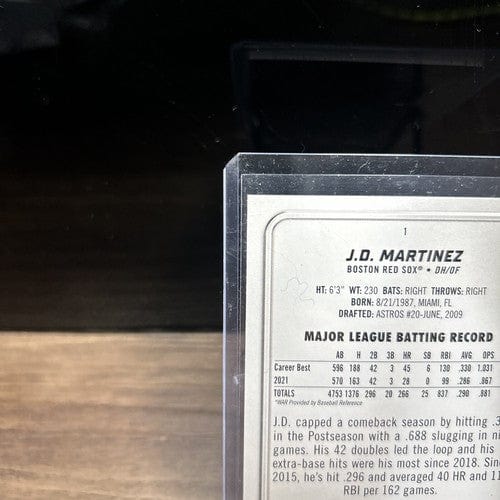 1
J.D. MARTINEZ
BOSTON RED SOX® • DH/OF
HT: 6'3" WT: 230 BATS: RIGHT THROWS: RIGHT
BORN: 8/21/1987, MIAMI, FL
DRAFTED: ASTROS #20-JUNE, 2009
MAJOR LEAGUE BATTING RECORD
AB H 2B 3B HR SB RBI AVG OPS
Career Best 596 188 42 3 45 6 130 .330 1.031
2021 570 163 42 3 28 0 99 .286 .867
TOTALS 4753 1376 296 20 266 25 837 .290 .881
*WAR Provided by Baseball Reference
J.D. capped a comeback season by hitting
in the Postseason with a .688 slugging in
games. His 42 doubles led the loop and his
extra-base hits were his most since 2018.
2015, he's hit .296 and averaged 40 HR and
RBI per 162 games.